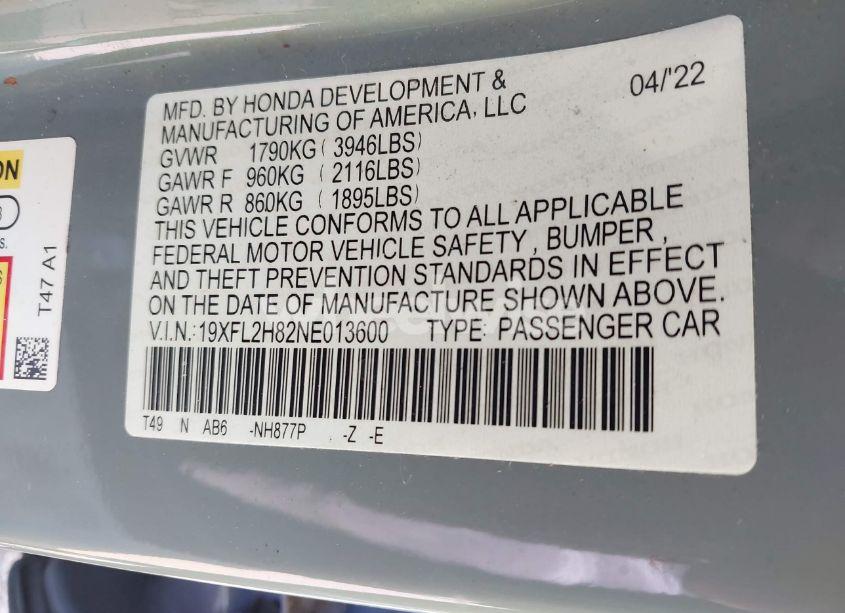 MFD. BY HONDA DEVELOPMENT & MANUFACTURING OF AMERICA, LLC
04/'22
GVWR 1790KG ( 3946LBS)
GAWR F 960KG ( 2116LBS)
GAWR R 860KG ( 1895LBS)
THIS VEHICLE CONFORMS TO ALL APPLICABLE
FEDERAL MOTOR VEHICLE SAFETY , BUMPER ,
AND THEFT PREVENTION STANDARDS IN EFFECT
ON THE DATE OF MANUFACTURE SHOWN ABOVE.
V.I.N.:19XFL2H82NE013600 TYPE: PASSENGER CAR
T49 N AB6 -NH877P -Z -E
T47 A1